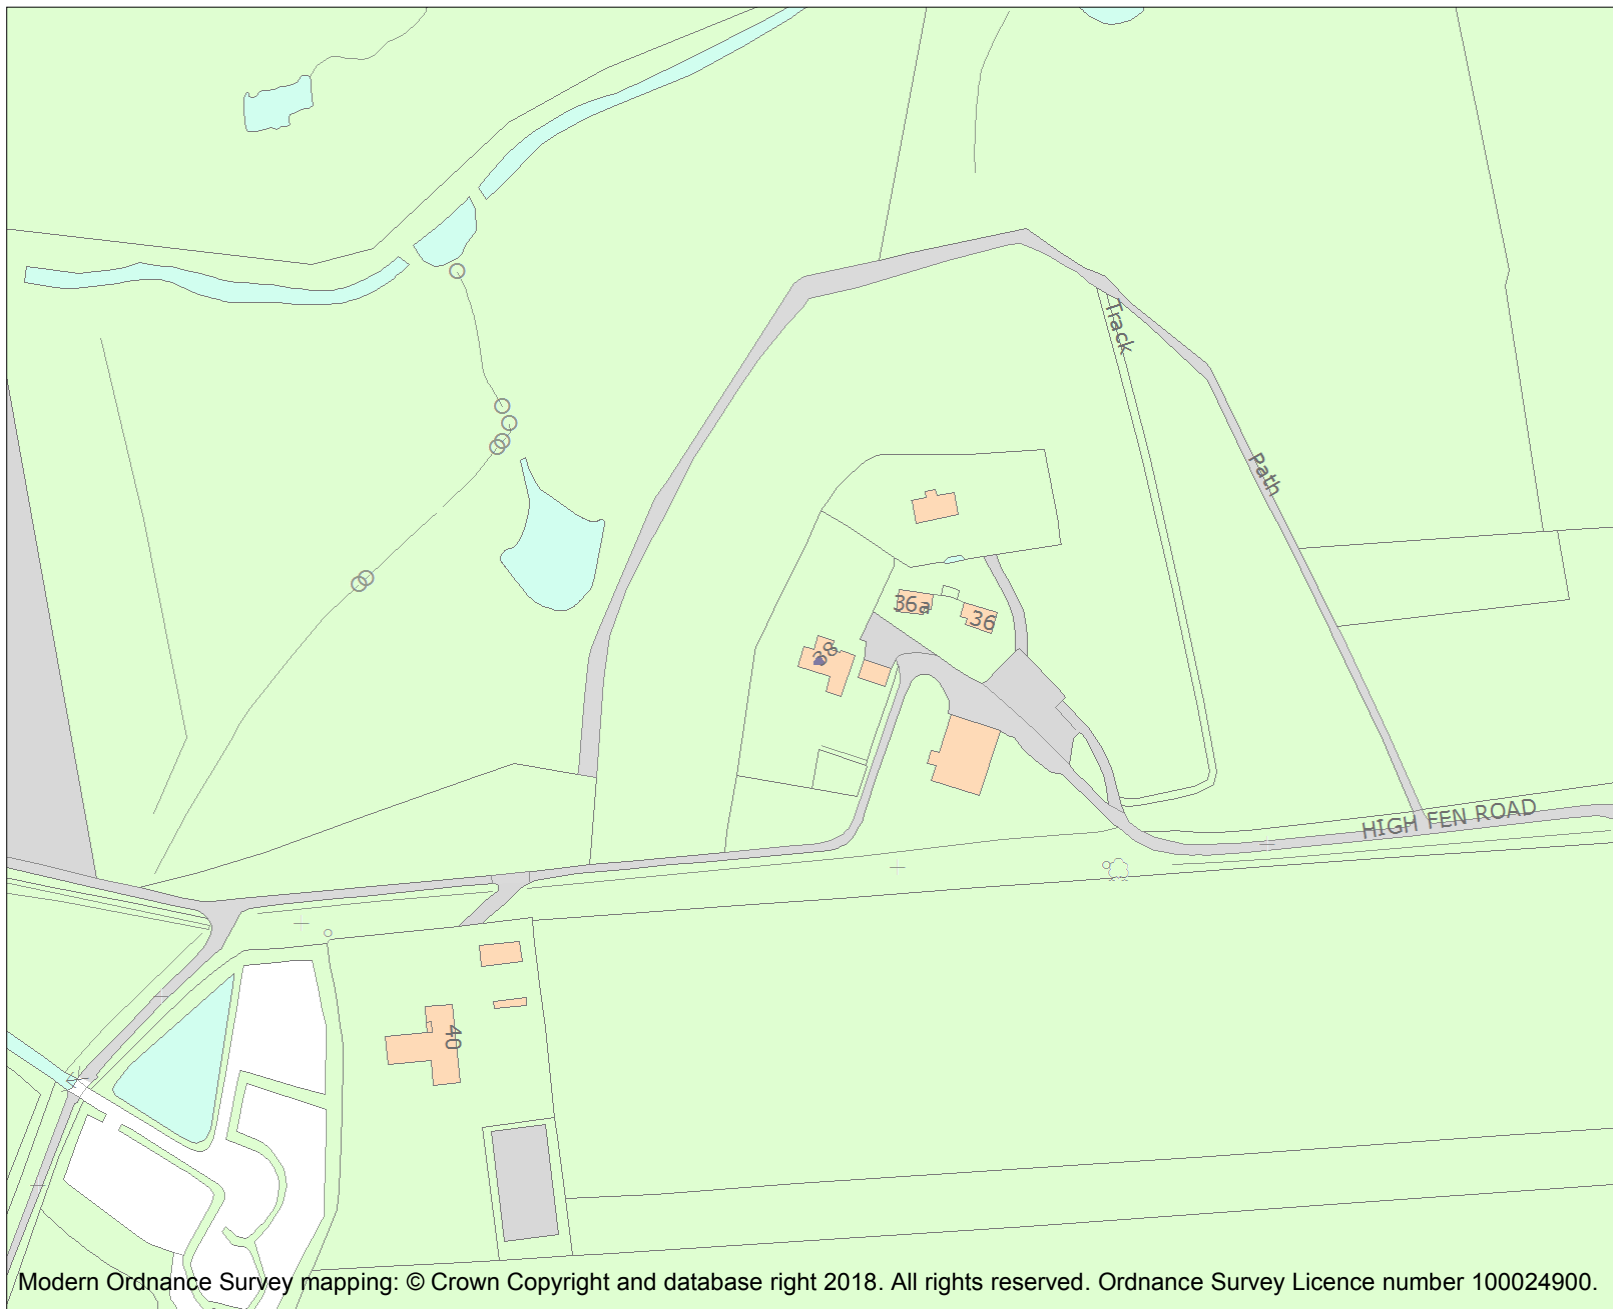 Track
Path
36a
36
38
HIGH FEN ROAD
40
Modern Ordnance Survey mapping: © Crown Copyright and database right 2018. All rights reserved. Ordnance Survey Licence number 100024900.